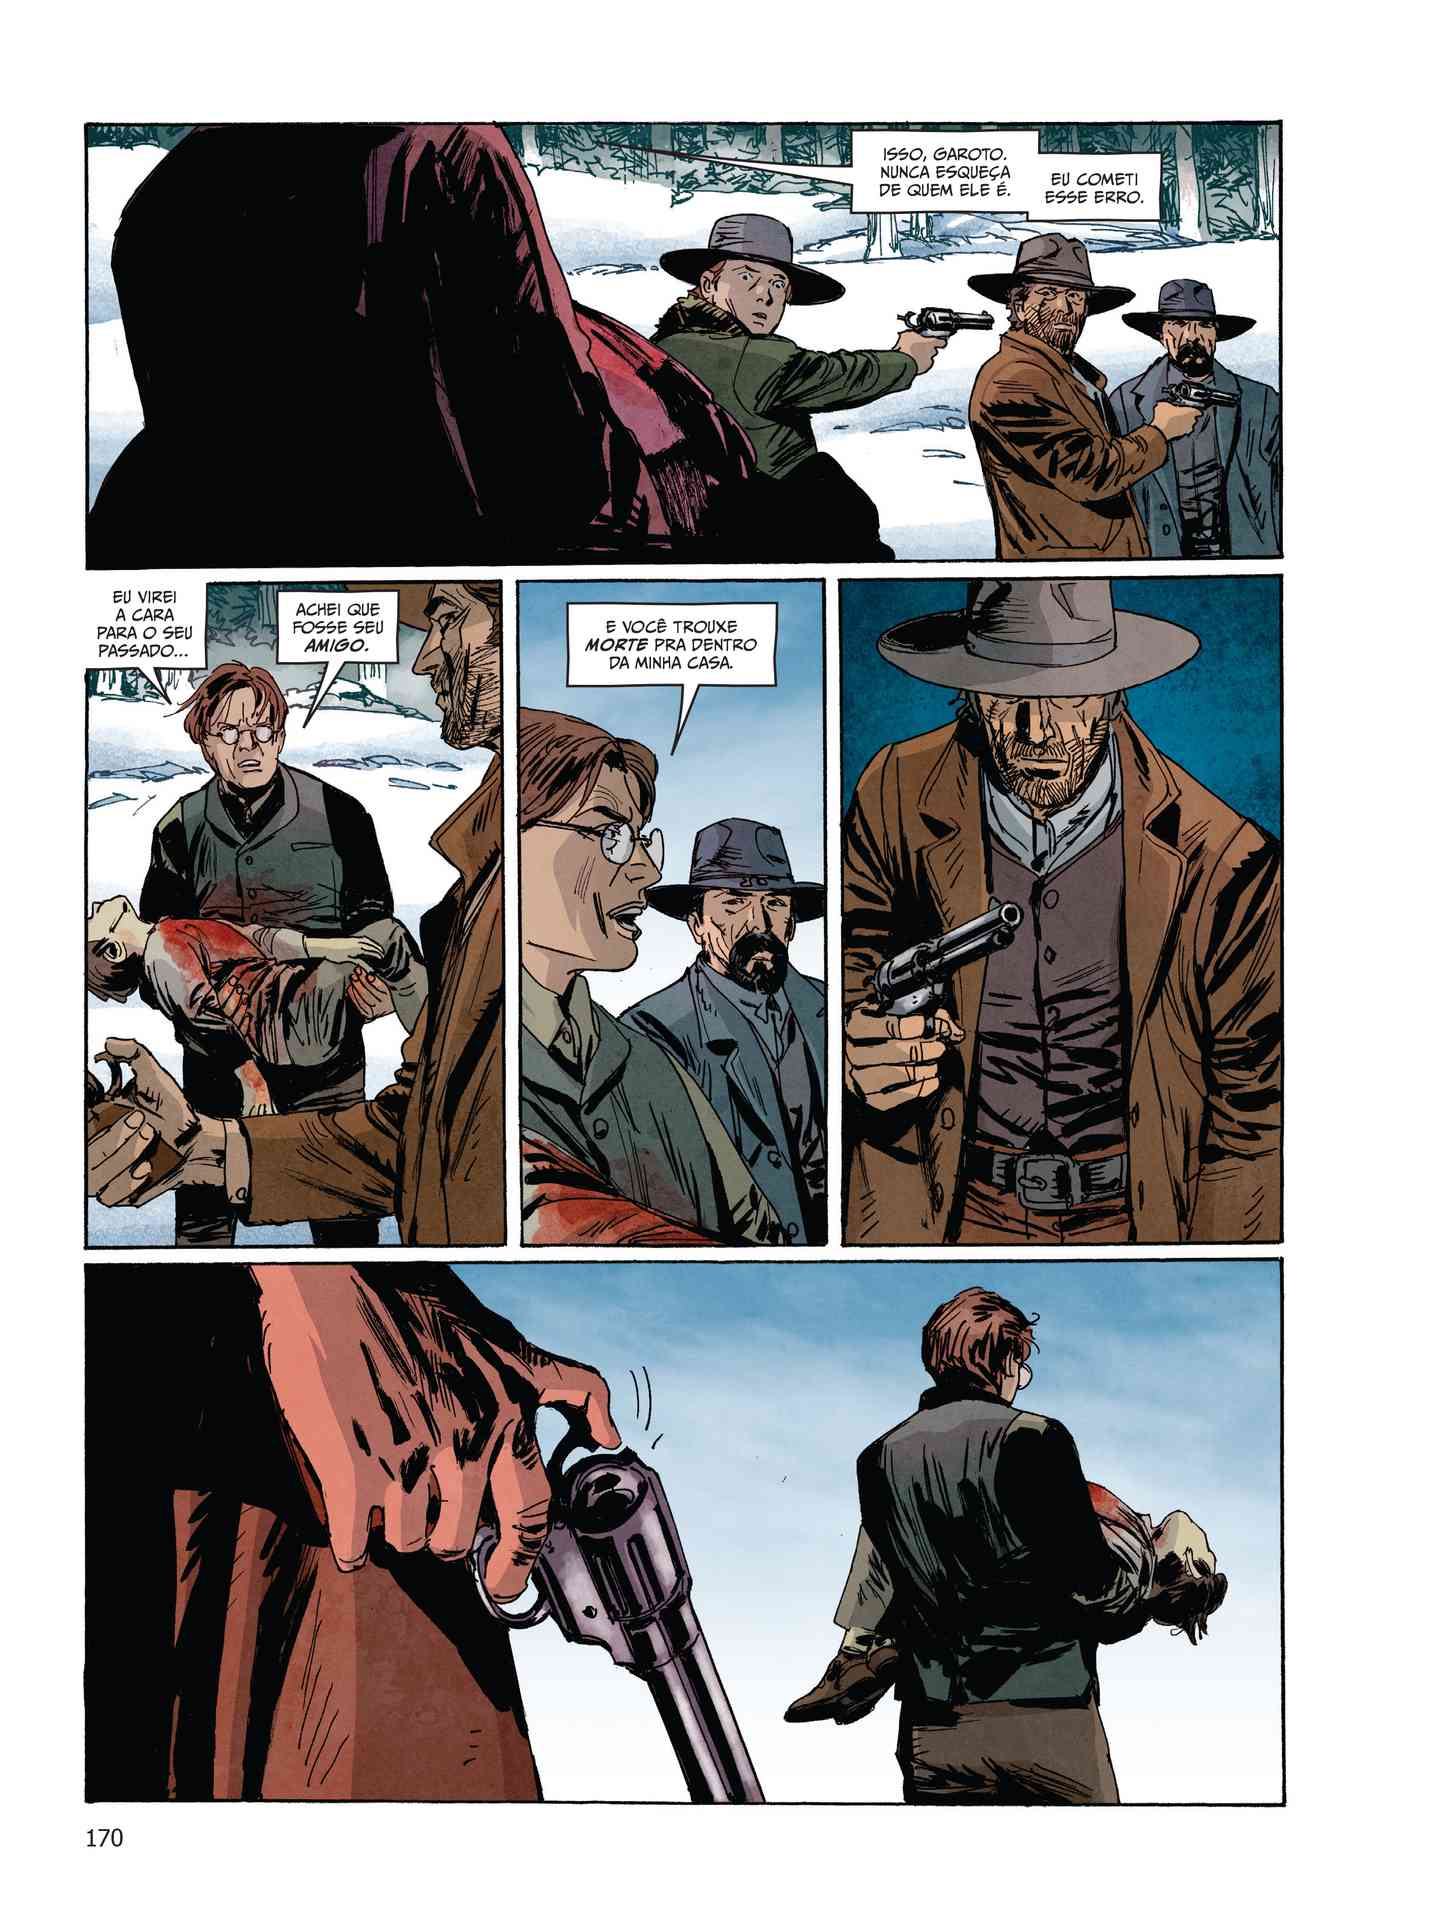 ISSO, GAROTO.
NUNCA ESQUEÇA
DE QUEM ELE É.
EU COMETI
ESSE ERRO.
EU VIREI
A CARA
PARA O SEU
PASSADO...
ACHEI QUE
FOSSE SEU
AMIGO.
E VOCÊ TROUXE
MORTE PRA DENTRO
DA MINHA CASA.
170